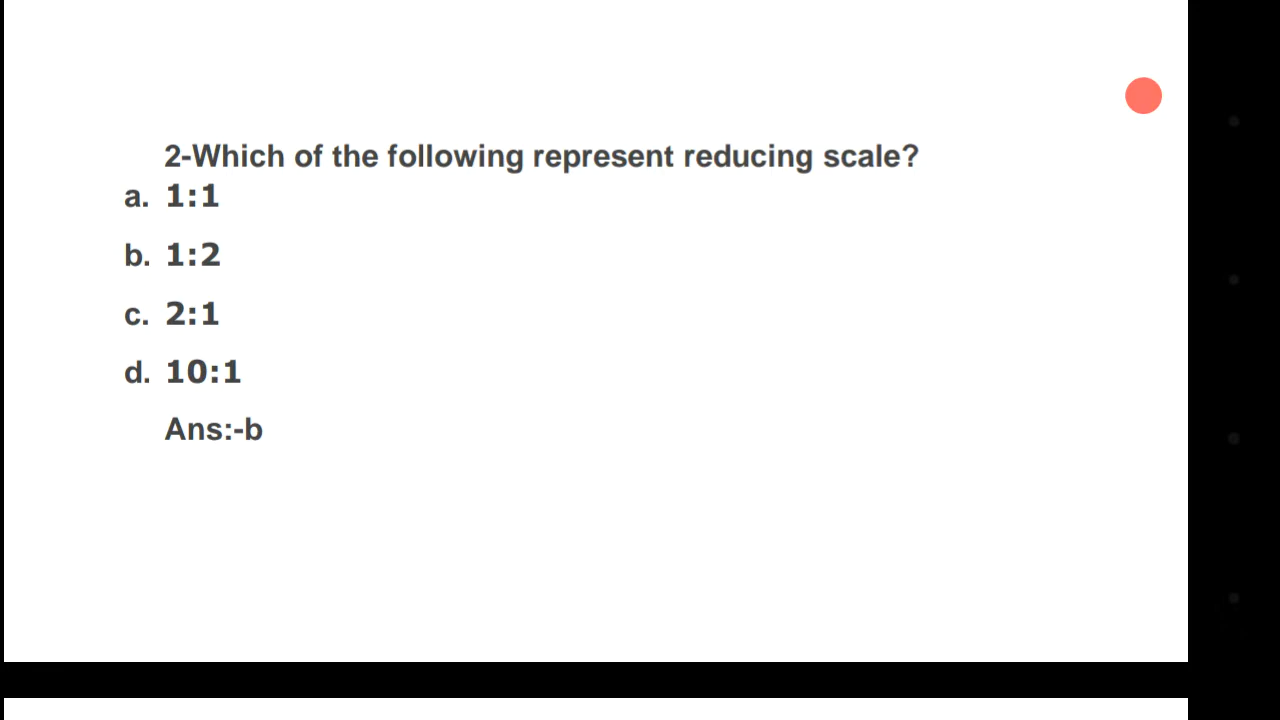 2-Which of the following represent reducing scale?
a. 1:1
b. 1:2
c. 2:1
d. 10:1
Ans:-b